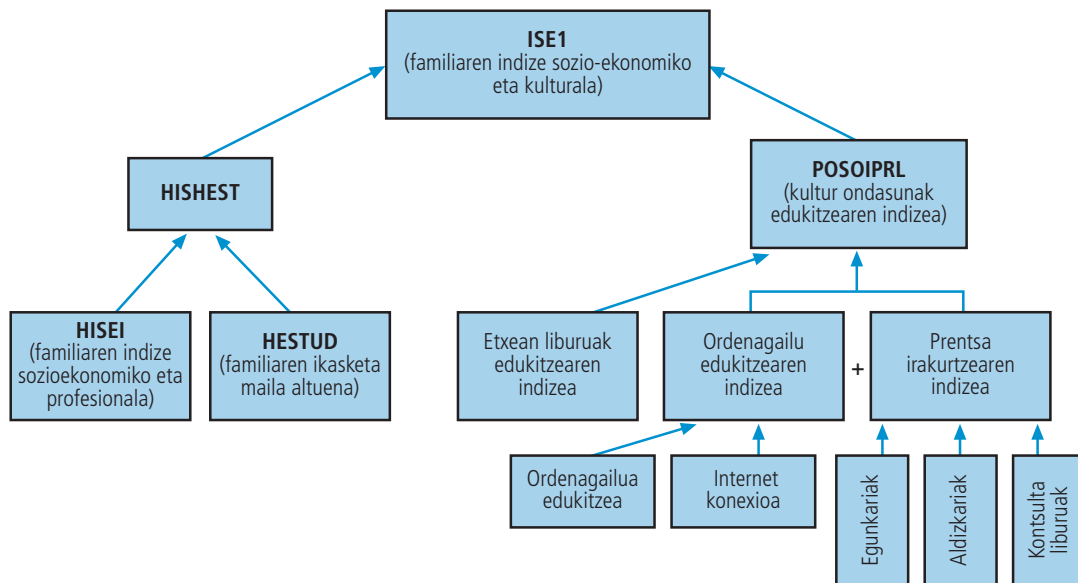 ISE1
(familiaren indize sozio-ekonomiko
eta kulturala)
HISHEST
POSOIPRL
(kultur ondasunak
edukitzearen indizea)
HISEI
(familiaren indize
sozioekonomiko eta
profesionala)
HESTUD
(familiaren ikasketa
maila altuena)
Etxean liburuak
edukitzearen
indizea
Ordenagailu
edukitzearen
indizea
+
Prentsa
irakurtzearen
indizea
Ordenagailua
edukitzea
Internet
konexioa
Egunkariak
Aldizkariak
Kontsulta
liburuak